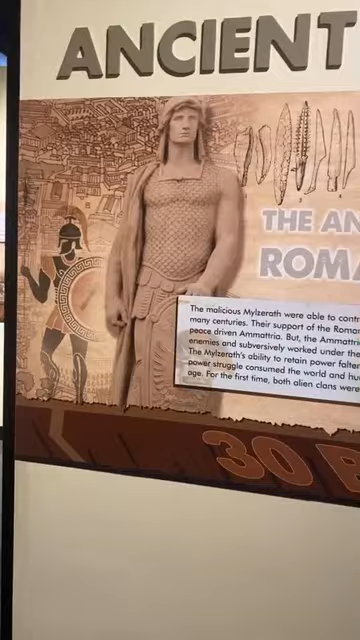 ANCIENT
THE AN
ROMA
The malicious Mylzerath were able to contr
many centuries. Their support of the Roma
peace driven Ammattria. But, the Ammattri
enemies and subversively worked under the
The Mylzerath's ability to retain power falter
power struggle consumed the world and hu
age. For the first time, both alien clans were
30 B